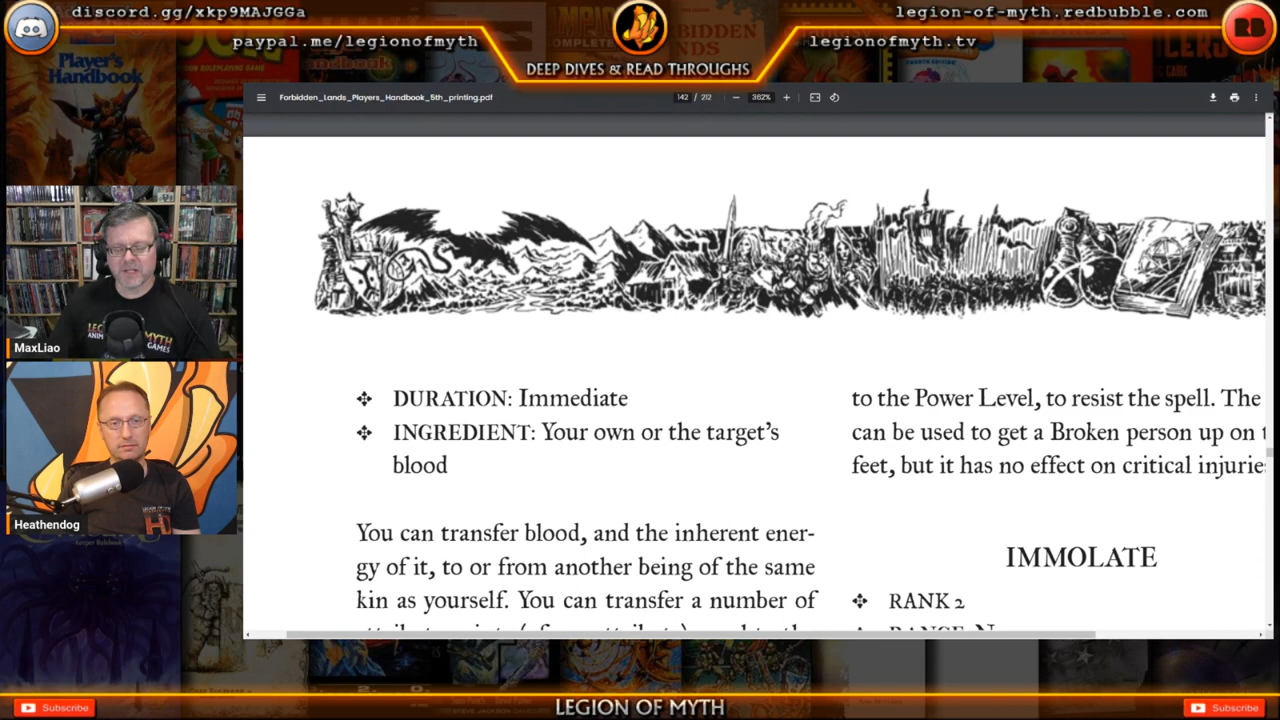 discord.gg/xkp9MAJGGa
legion-of-myth.redbubble.com
paypal.me/legionofmyth
legionofmyth.tv
DEEP DIVES & READ THROUGHS
Player's
Handbook
Forbidden_Lands_Players_Handbook_5th_printing.pdf
142 / 212
362%
MaxLiao
Heathendog
DURATION: Immediate
INGREDIENT: Your own or the target's
blood
You can transfer blood, and the inherent ener-
gy of it, to or from another being of the same
kin as yourself. You can transfer a number of
to the Power Level, to resist the spell. The
can be used to get a Broken person up on
feet, but it has no effect on critical
IMMOLATE
RANK 2
Subscribe
LEGION OF MYTH
Subscribe